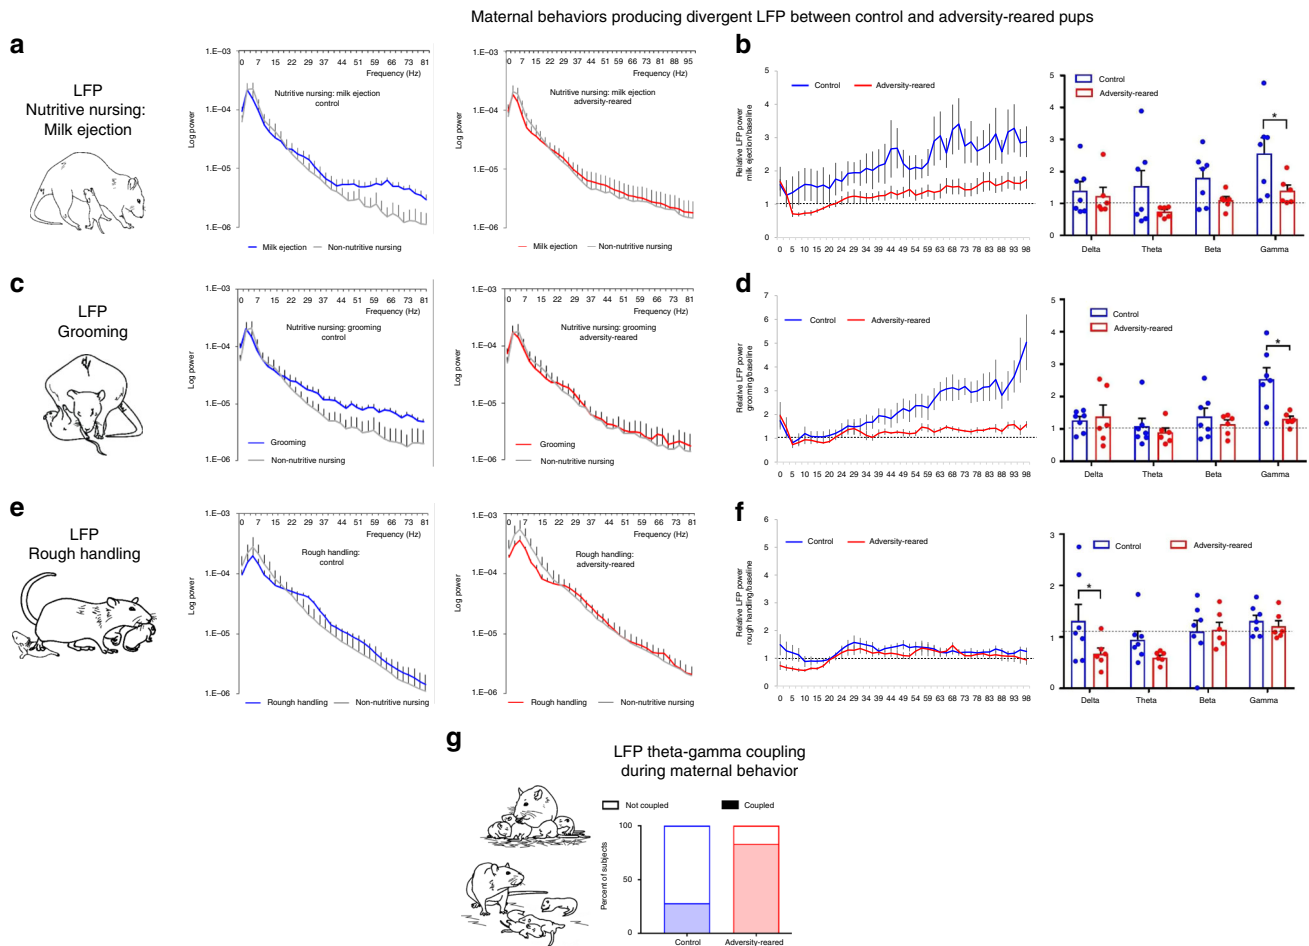 Maternal behaviors producing divergent LFP between control and adversity-reared pups
a
LFP
Nutritive nursing:
Milk ejection
1.E–03
1.E–04
1.E–05
1.E–06
Log power
0 7 15 22 29 37 44 51 59 66 73 81
Frequency (Hz)
Nutritive nursing: milk ejection
control
Milk ejection
Non-nutritive nursing
1.E–03
1.E–04
1.E–05
1.E–06
Log power
0 8 16 24 32 40 48 56 64 72 80 88 95
Frequency (Hz)
Nutritive nursing: milk ejection
adversity-reared
Milk ejection
Non-nutritive nursing
b
5
4
3
2
1
0
Relative LFP power
milk ejection/baseline
Control
Adversity-reared
0 5 10 15 20 24 29 34 39 44 49 54 59 63 68 73 78 83 88 93 98
5
4
3
2
1
0
Control
Adversity-reared
*
Delta
Theta
Beta
Gamma
c
LFP
Grooming
1.E–03
1.E–04
1.E–05
1.E–06
Log power
0 7 15 22 29 37 44 51 59 66 73 81
Frequency (Hz)
Nutritive nursing: grooming
control
Grooming
Non-nutritive nursing
1.E–03
1.E–04
1.E–05
1.E–06
Log power
0 7 15 22 29 37 44 51 59 66 73 81
Frequency (Hz)
Nutritive nursing: grooming
adversity-reared
Grooming
Non-nutritive nursing
d
7
6
5
4
3
2
1
0
Relative LFP power
grooming/baseline
Control
Adversity-reared
0 5 10 15 20 24 29 34 39 44 49 54 59 63 68 73 78 83 88 93 98
5
4
3
2
1
0
Control
Adversity-reared
*
Delta
Theta
Beta
Gamma
e
LFP
Rough handling
1.E–03
1.E–04
1.E–05
1.E–06
Log power
0 7 15 22 29 37 44 51 59 66 73 81
Frequency (Hz)
Rough handling:
control
Rough handling
Non-nutritive nursing
1.E–03
1.E–04
1.E–05
1.E–06
Log power
0 7 15 22 29 37 44 51 59 66 73 81
Frequency (Hz)
Rough handling:
adversity-reared
Rough handling
Non-nutritive nursing
f
6
5
4
3
2
1
0
Relative LFP power
rough handling/baseline
Control
Adversity-reared
0 5 10 15 20 24 29 34 39 44 49 54 59 63 68 73 78 83 88 93 98
3
2
1
0
Control
Adversity-reared
*
Delta
Theta
Beta
Gamma
g
LFP theta-gamma coupling
during maternal behavior
Not coupled
Coupled
100
50
0
Percent of subjects
Control
Adversity-reared